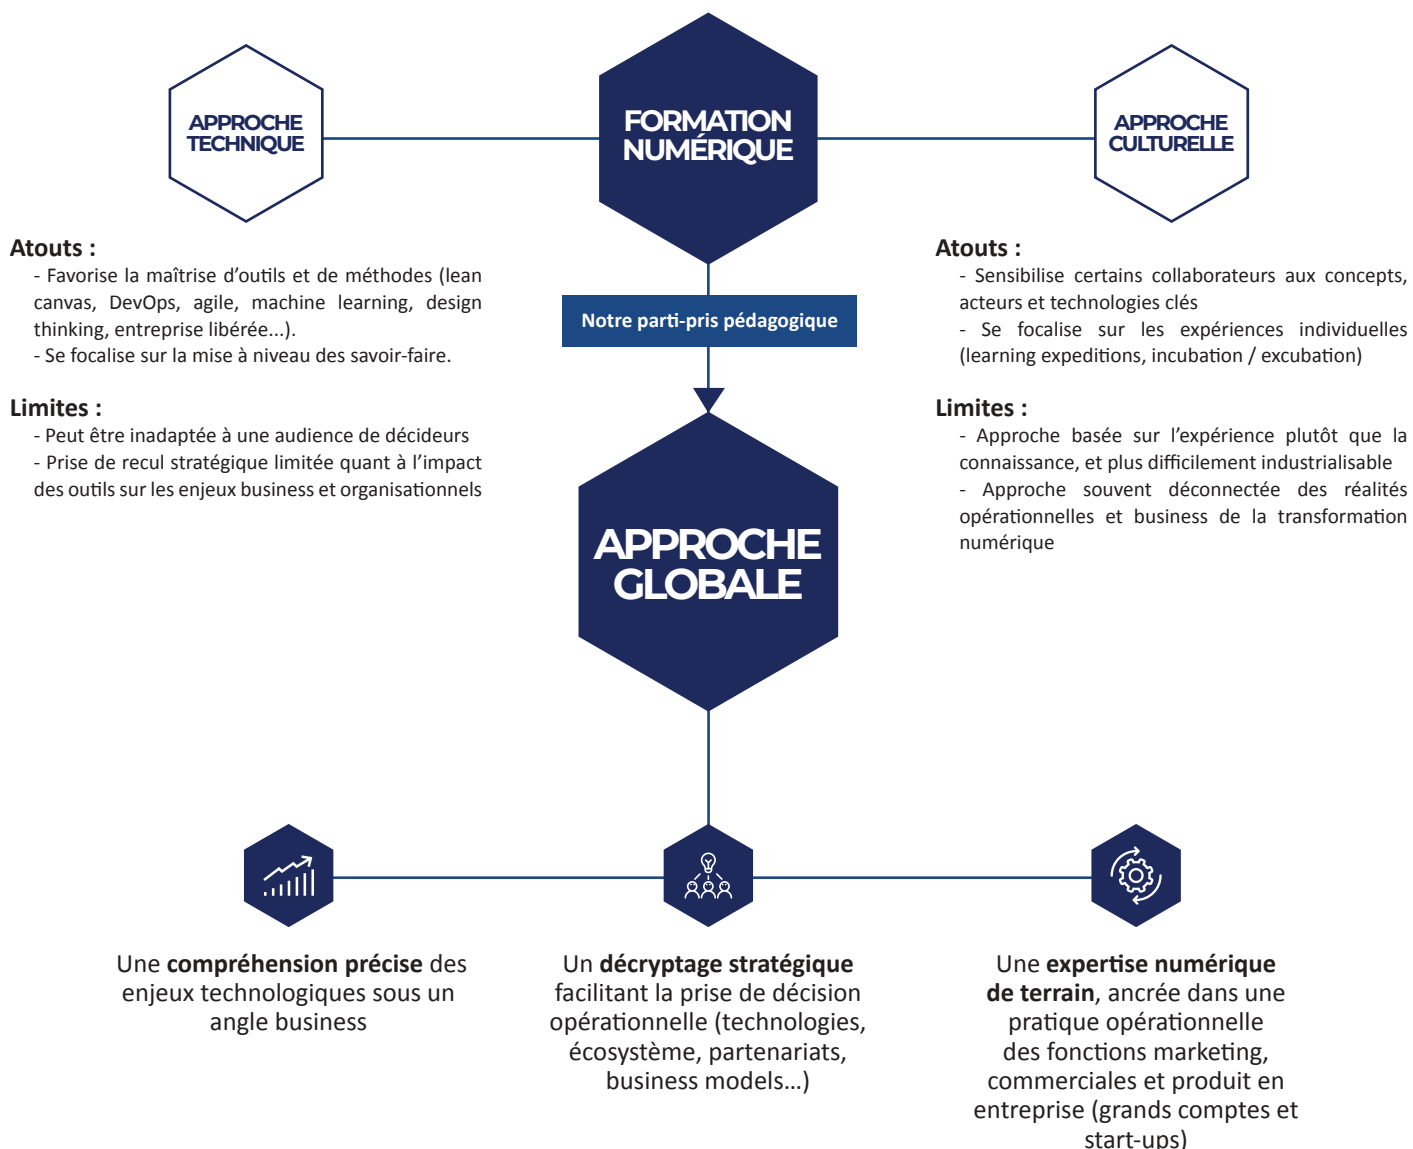 APPROCHE
TECHNIQUE
FORMATION
NUMÉRIQUE
APPROCHE
CULTURELLE
Atouts :
- Favorise la maîtrise d'outils et de méthodes (lean
canvas, DevOps, agile, machine learning, design
thinking, entreprise libérée...).
- Se focalise sur la mise à niveau des savoir-faire.
Limites :
- Peut être inadaptée à une audience de décideurs
- Prise de recul stratégique limitée quant à l'impact
des outils sur les enjeux business et organisationnels
Notre parti-pris pédagogique
Atouts :
- Sensibilise certains collaborateurs aux concepts,
acteurs et technologies clés
- Se focalise sur les expériences individuelles
(learning expeditions, incubation / excubation)
Limites :
- Approche basée sur l'expérience plutôt que la
connaissance, et plus difficilement industrialisable
- Approche souvent déconnectée des réalités
opérationnelles et business de la transformation
numérique
APPROCHE
GLOBALE
Une compréhension précise des
enjeux technologiques sous un
angle business
Un décryptage stratégique
facilitant la prise de décision
opérationnelle (technologies,
écosystème, partenariats,
business models...)
Une expertise numérique
de terrain, ancrée dans une
pratique opérationnelle
des fonctions marketing,
commerciales et produit en
entreprise (grands comptes et
start-ups)